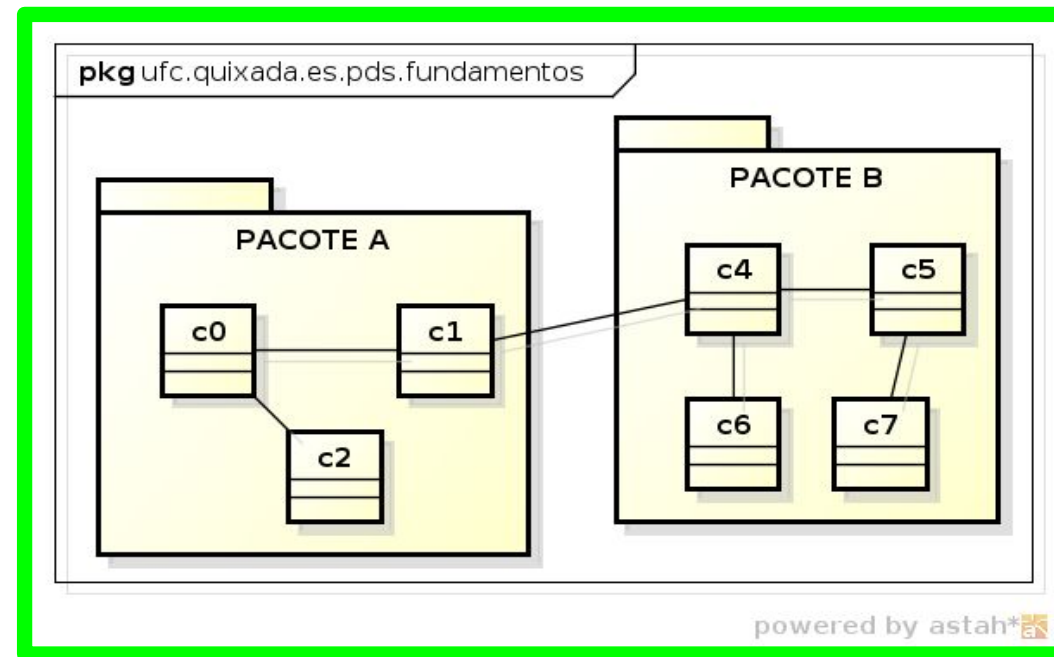 pkg ufc.quixada.es.pds.fundamentos
PACOTE A
c0
c1
c2
PACOTE B
c4
c5
c6
c7
powered by astah*